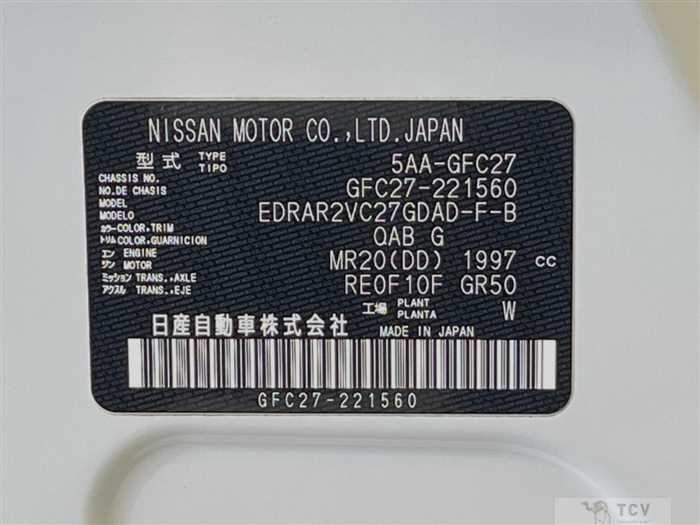 NISSAN MOTOR CO.,LTD.JAPAN
型式 TYPE TIPO 5AA-GFC27
CHASSIS NO. NO.DE CHASIS GFC27-221560
MODEL MODELO EDRAR2VC27GDAD-F-B
カラー COLOR,TRIM
トリム COLOR,GUARNICION QAB G
エン ENGINE
ジン MOTOR MR20(DD) 1997 cc
ミッション TRANS.,AXLE
アクスル TRANS.,EJE RE0F10F GR50
工場 PLANT PLANTA W
日産自動車株式会社 MADE IN JAPAN
GFC27-221560
TCV